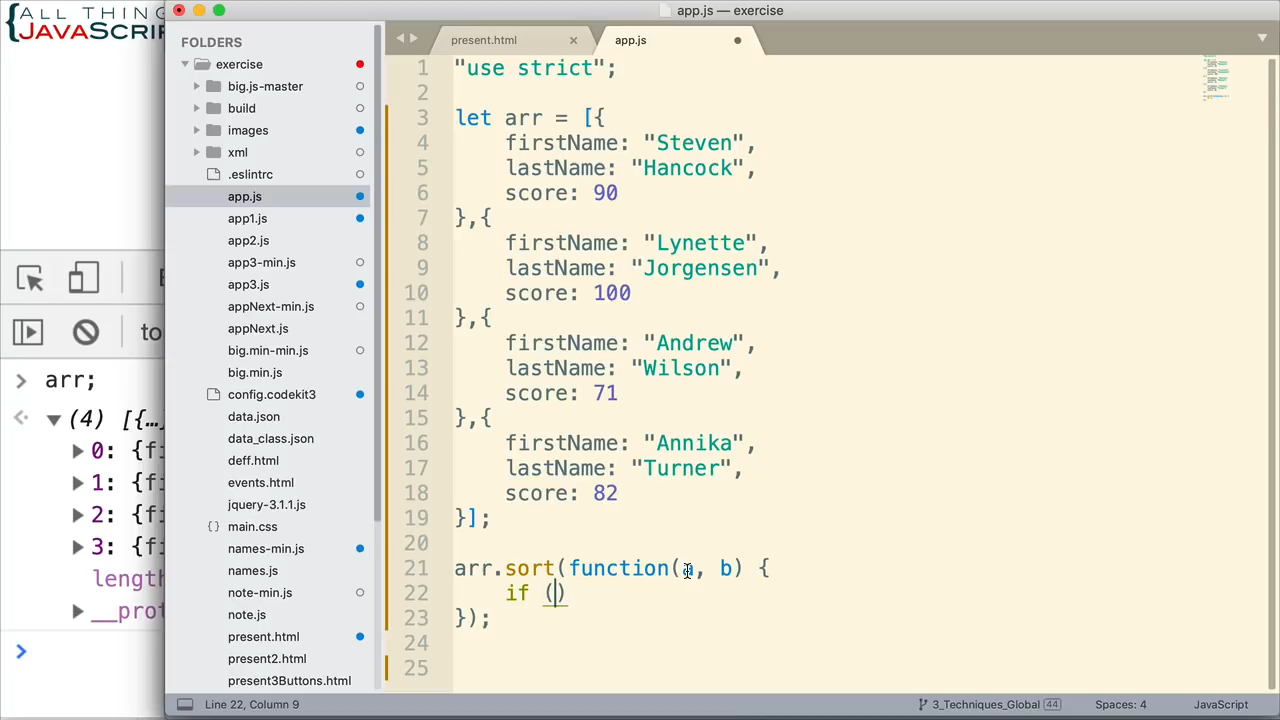 {ALL THING
JAVASCRIP
arr;
(4) [{…
0: {fi
1: {fi
2: {fi
3: {fi
length
__prot
app.js — exercise
FOLDERS
exercise
big.js-master
build
images
xml
.eslintrc
app.js
app1.js
app2.js
app3-min.js
app3.js
appNext-min.js
appNext.js
big.min-min.js
big.min.js
config.codekit3
data.json
data_class.json
deff.html
events.html
jquery-3.1.1.js
{} main.css
names-min.js
names.js
note-min.js
note.js
present.html
present2.html
present3Buttons.html
present.html × app.js
1 "use strict";
2
3 let arr = [{
4 firstName: "Steven",
5 lastName: "Hancock",
6 score: 90
7 },{
8 firstName: "Lynette",
9 lastName: "Jorgensen",
10 score: 100
11 },{
12 firstName: "Andrew",
13 lastName: "Wilson",
14 score: 71
15 },{
16 firstName: "Annika",
17 lastName: "Turner",
18 score: 82
19 }];
20
21 arr.sort(function(a, b) {
22 if ()
23 });
24
25
Line 22, Column 9
3_Techniques_Global 44
Spaces: 4
JavaScript